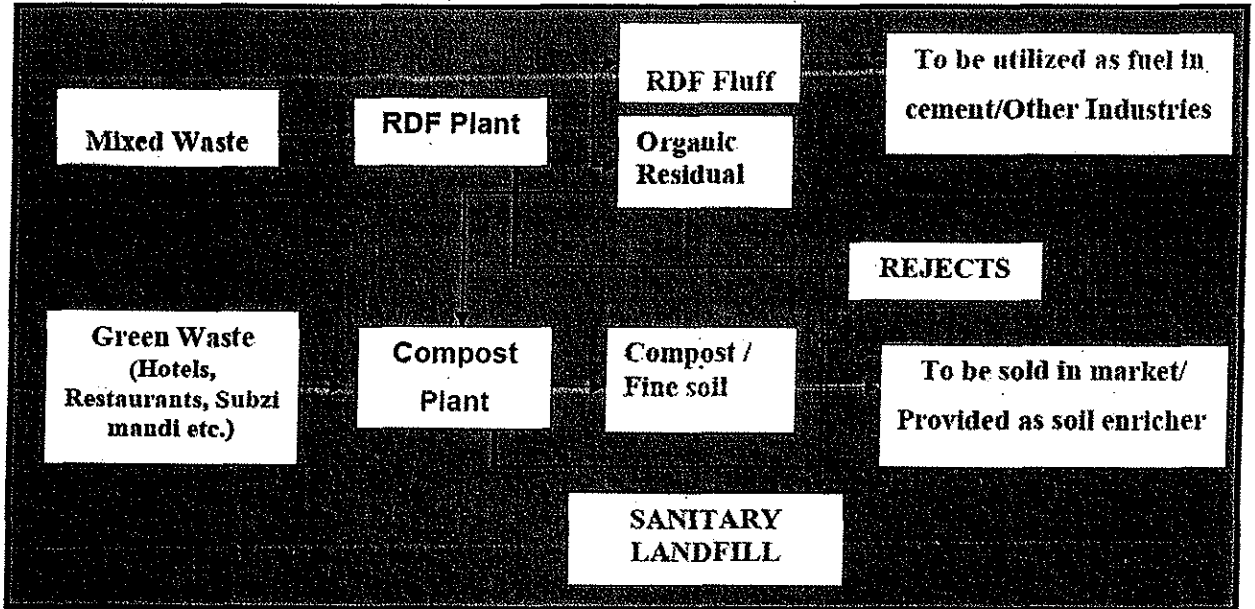 Mixed Waste
RDF Plant
RDF Fluff
Organic
Residual
To be utilized as fuel in
cement/Other Industries
REJECTS
Green Waste
(Hotels,
Restaurants, Subzi
mandi etc.)
Compost
Plant
Compost /
Fine soil
To be sold in market/
Provided as soil enricher
SANITARY
LANDFILL